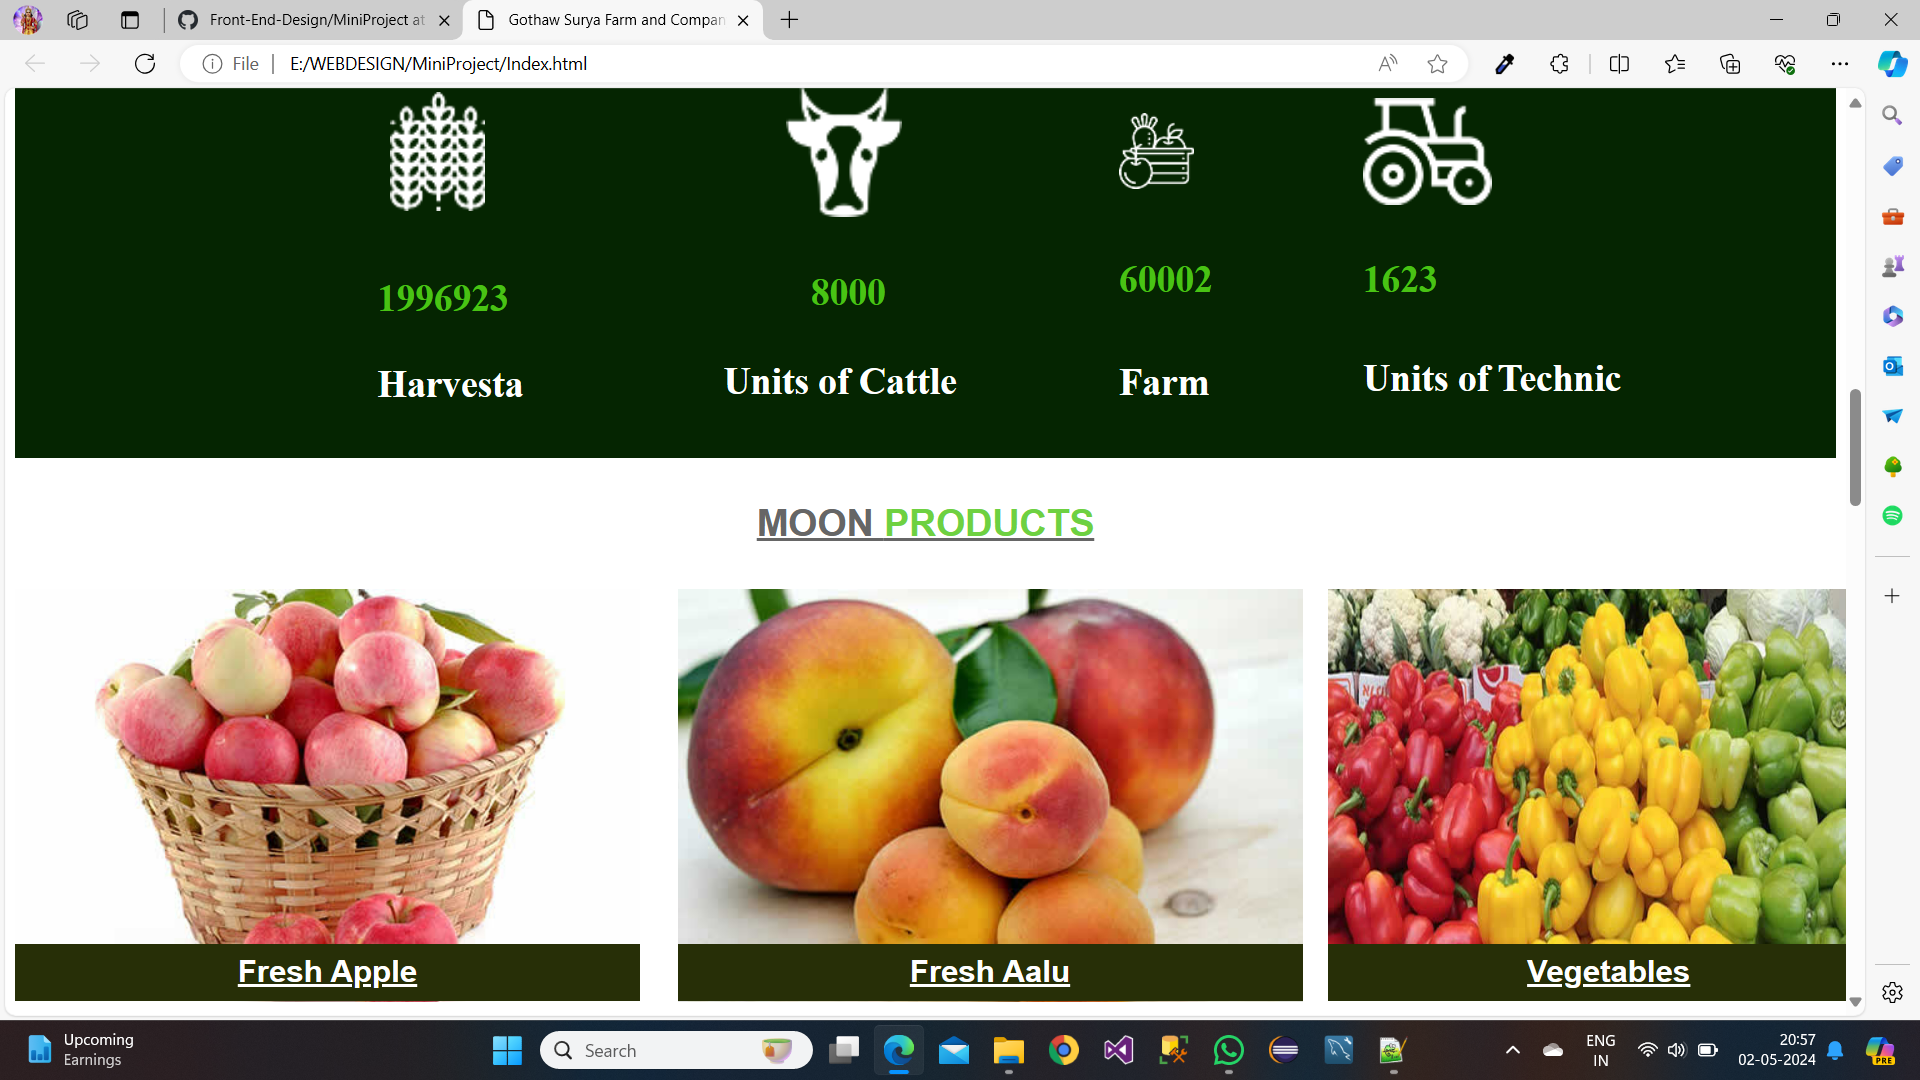 Front-End-Design/MiniProject at
Gothaw Surya Farm and Compan
File
E:/WEBDESIGN/MiniProject/Index.html
1996923
8000
60002
1623
Harvesta
Units of Cattle
Farm
Units of Technic
MOON PRODUCTS
Fresh Apple
Fresh Aalu
Vegetables
Upcoming
Earnings
Search
ENG
IN
20:57
02-05-2024
PRE